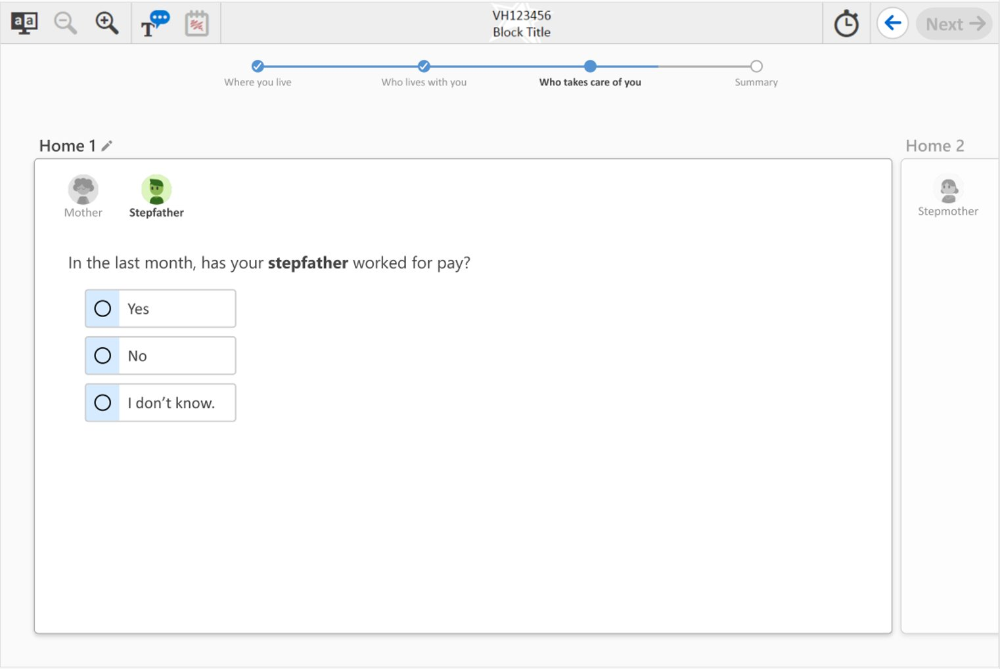 aa
T
VH123456
Block Title
Next
Where you live
Who lives with you
Who takes care of you
Summary
Home 1
Home 2
Mother
Stepfather
Stepmother
In the last month, has your stepfather worked for pay?
Yes
No
I don’t know.